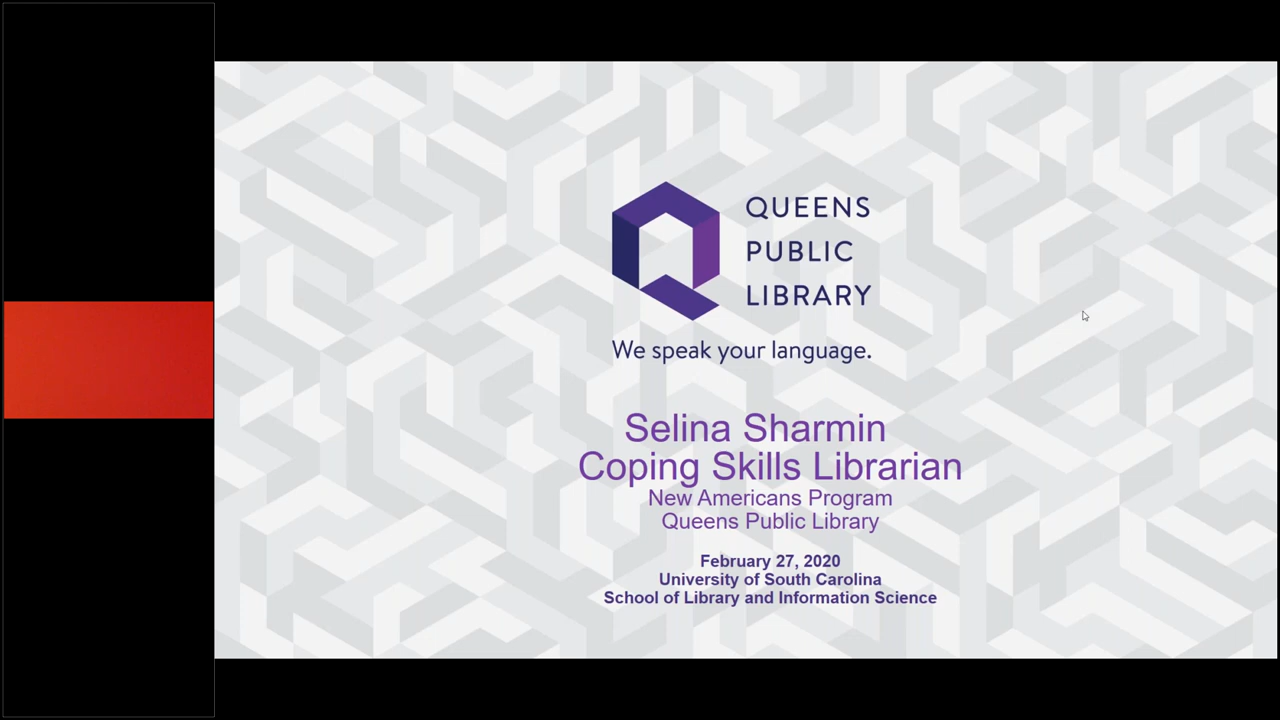 QUEENS
PUBLIC
LIBRARY
We speak your language.
Selina Sharmin
Coping Skills Librarian
New Americans Program
Queens Public Library
February 27, 2020
University of South Carolina
School of Library and Information Science